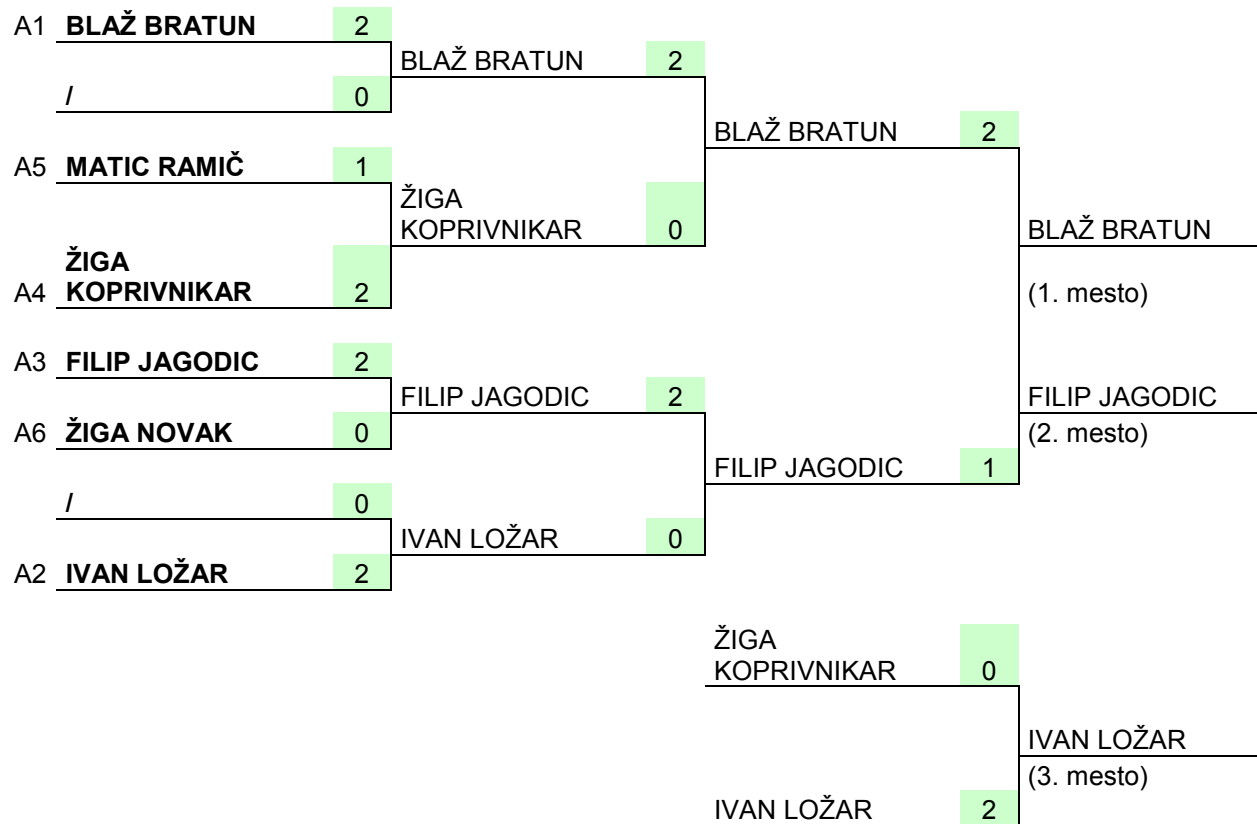 A1 BLAŽ BRATUN 2
BLAŽ BRATUN 2
/ 0
BLAŽ BRATUN 2
A5 MATIC RAMIČ 1
ŽIGA
KOPRIVNIKAR 0
BLAŽ BRATUN
ŽIGA
A4 KOPRIVNIKAR 2
(1. mesto)
A3 FILIP JAGODIC 2
FILIP JAGODIC 2
FILIP JAGODIC
A6 ŽIGA NOVAK 0
(2. mesto)
FILIP JAGODIC 1
/ 0
IVAN LOŽAR 0
A2 IVAN LOŽAR 2
ŽIGA
KOPRIVNIKAR 0
IVAN LOŽAR
(3. mesto)
IVAN LOŽAR 2